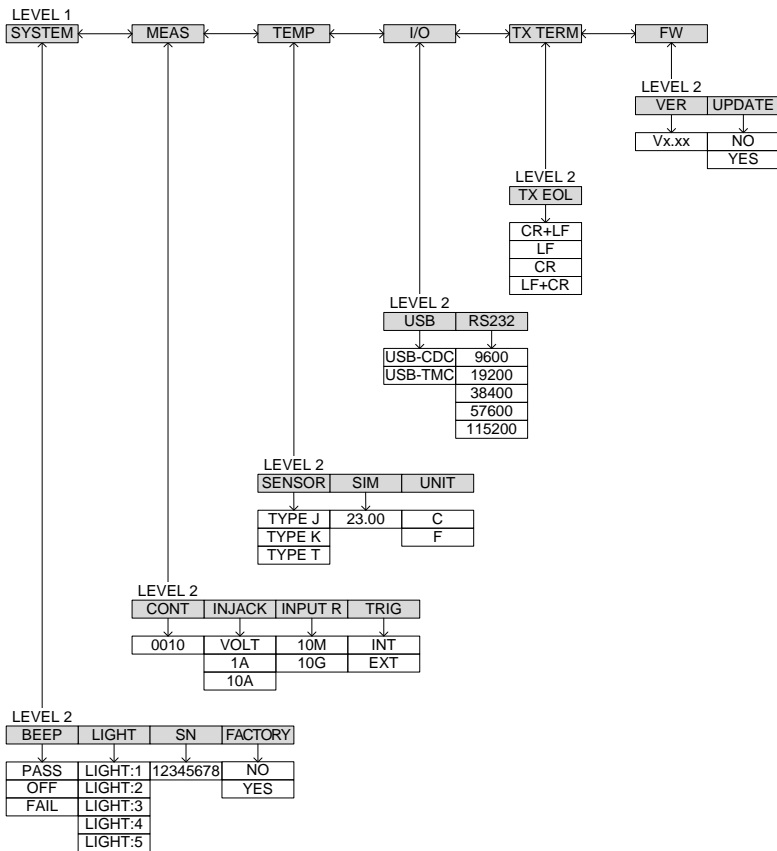 LEVEL 1
SYSTEM MEAS TEMP I/O TX TERM FW
LEVEL 2
VER UPDATE
Vx.xx NO
YES
LEVEL 2
TX EOL
CR+LF
LF
CR
LF+CR
LEVEL 2
USB RS232
USB-CDC 9600
USB-TMC 19200
38400
57600
115200
LEVEL 2
SENSOR SIM UNIT
TYPE J 23.00 C
TYPE K F
TYPE T
LEVEL 2
CONT INJACK INPUT R TRIG
0010 VOLT 10M INT
1A 10G EXT
10A
LEVEL 2
BEEP LIGHT SN FACTORY
PASS LIGHT:1 12345678 NO
OFF LIGHT:2 YES
FAIL LIGHT:3
LIGHT:4
LIGHT:5